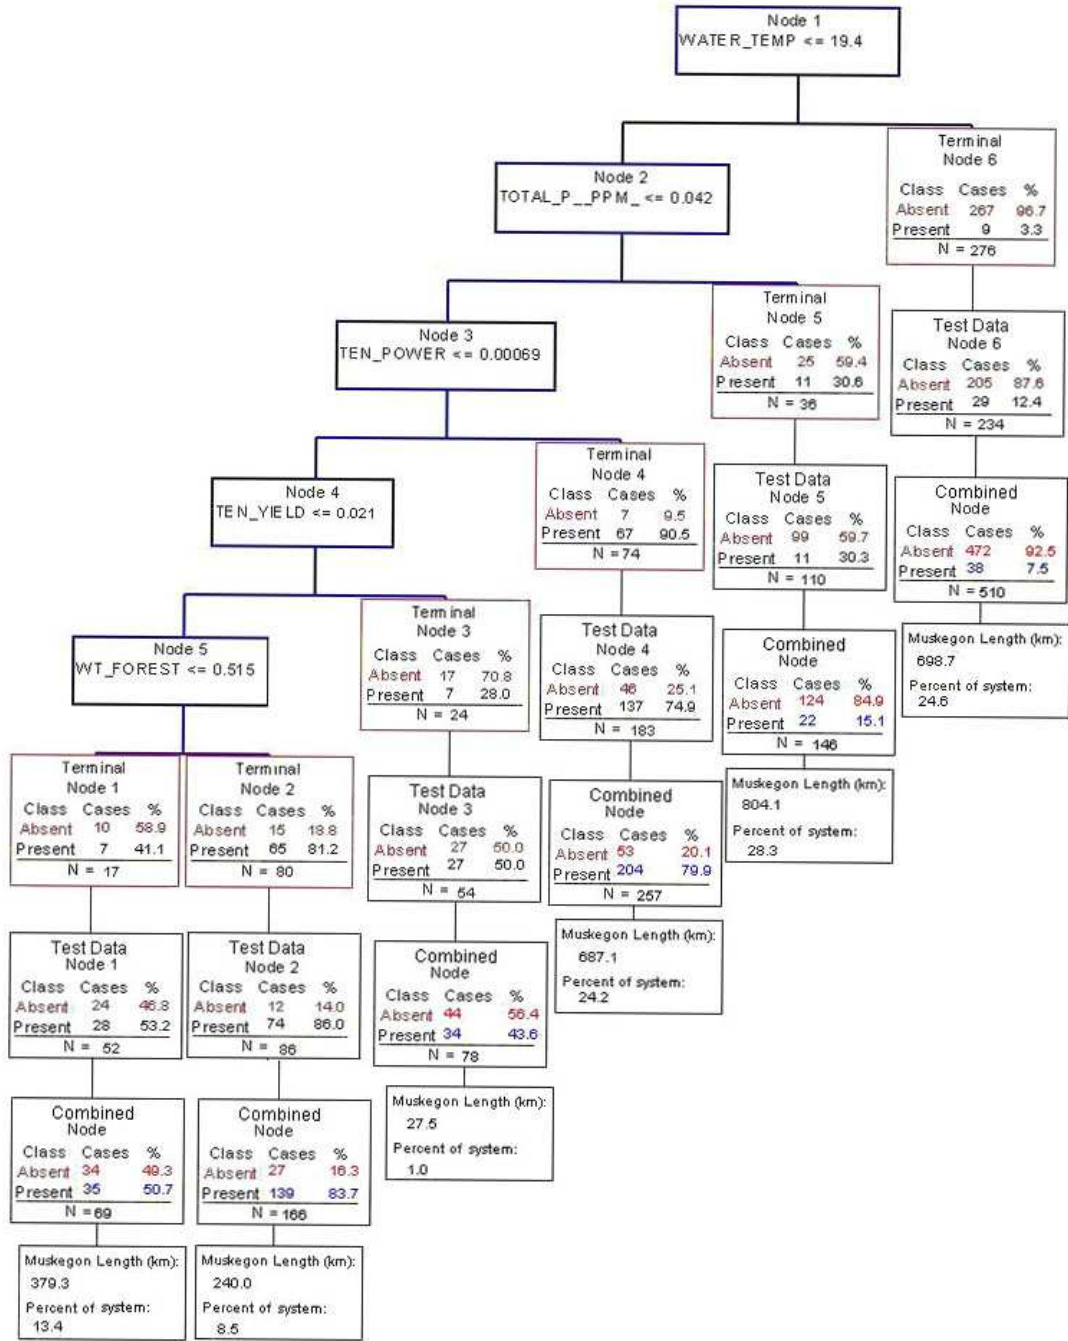 Node 1
WATER_TEMP <= 19.4
Terminal
Node 6
Class Cases %
Absent 267 96.7
Present 9 3.3
N = 276
Node 2
TOTAL_P__PPM_ <= 0.042
Terminal
Node 5
Class Cases %
Absent 25 59.4
Present 11 30.6
N = 36
Test Data
Node 6
Class Cases %
Absent 205 87.6
Present 29 12.4
N = 234
Node 3
TEN_POWER <= 0.00069
Terminal
Node 4
Class Cases %
Absent 7 9.5
Present 67 90.5
N = 74
Test Data
Node 5
Class Cases %
Absent 99 59.7
Present 11 30.3
N = 110
Combined
Node
Class Cases %
Absent 472 92.5
Present 38 7.5
N = 510
Node 4
TEN_YIELD <= 0.021
Terminal
Node 3
Class Cases %
Absent 17 70.8
Present 7 28.0
N = 24
Test Data
Node 4
Class Cases %
Absent 46 25.1
Present 137 74.9
N = 183
Combined
Node
Class Cases %
Absent 124 84.9
Present 22 15.1
N = 146
Muskegon Length (km):
698.7
Percent of system:
24.6
Node 5
WT_FOREST <= 0.515
Terminal
Node 1
Class Cases %
Absent 10 58.9
Present 7 41.1
N = 17
Terminal
Node 2
Class Cases %
Absent 15 18.8
Present 65 81.2
N = 80
Test Data
Node 3
Class Cases %
Absent 27 50.0
Present 27 50.0
N = 54
Combined
Node
Class Cases %
Absent 53 20.1
Present 204 79.9
N = 257
Muskegon Length (km):
804.1
Percent of system:
28.3
Test Data
Node 1
Class Cases %
Absent 24 46.8
Present 28 53.2
N = 52
Test Data
Node 2
Class Cases %
Absent 12 14.0
Present 74 86.0
N = 86
Combined
Node
Class Cases %
Absent 44 56.4
Present 34 43.6
N = 78
Muskegon Length (km):
687.1
Percent of system:
24.2
Combined
Node
Class Cases %
Absent 34 49.3
Present 35 50.7
N =69
Combined
Node
Class Cases %
Absent 27 16.3
Present 139 83.7
N =166
Muskegon Length (km):
27.5
Percent of system:
1.0
Muskegon Length (km):
379.3
Percent of system:
13.4
Muskegon Length (km):
240.0
Percent of system:
8.5